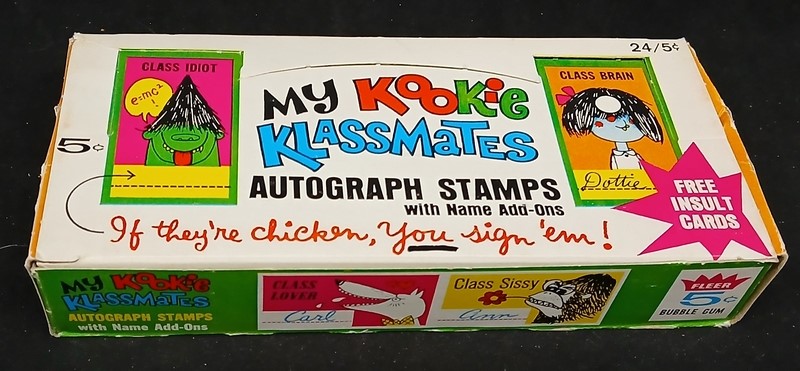 24/5¢
CLASS IDIOT
e=mc²
!
5¢
MY KOOKIE
KLASSMATES
AUTOGRAPH STAMPS
with Name Add-Ons
If they're chicken, You sign 'em!
CLASS BRAIN
Dottie
FREE
INSULT
CARDS
MY KOOKIE
KLASSMATES
AUTOGRAPH STAMPS
with Name Add-Ons
CLASS
LOVER
Carl
Class Sissy
Ann
FLEER
5¢
BUBBLE GUM